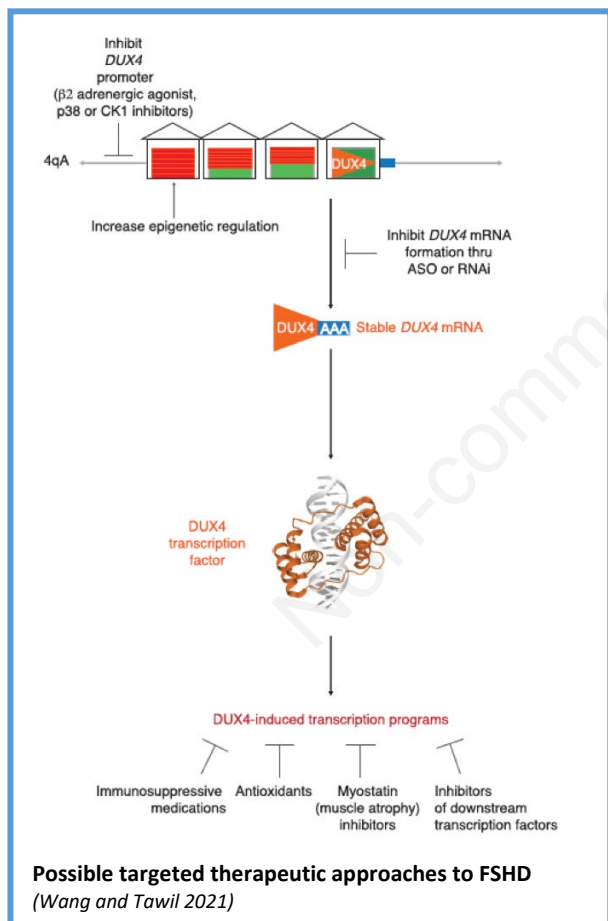 Inhibit
DUX4
promoter
(β2 adrenergic agonist,
p38 or CK1 inhibitors)
4qA
DUX4
Increase epigenetic regulation
Inhibit DUX4 mRNA
formation thru
ASO or RNAi
DUX4 AAA Stable DUX4 mRNA
DUX4
transcription
factor
Non-comme
DUX4-induced transcription programs
Immunosuppressive
medications
Antioxidants
Myostatin
(muscle atrophy)
inhibitors
Inhibitors
of downstream
transcription factors
Possible targeted therapeutic approaches to FSHD
(Wang and Tawil 2021)